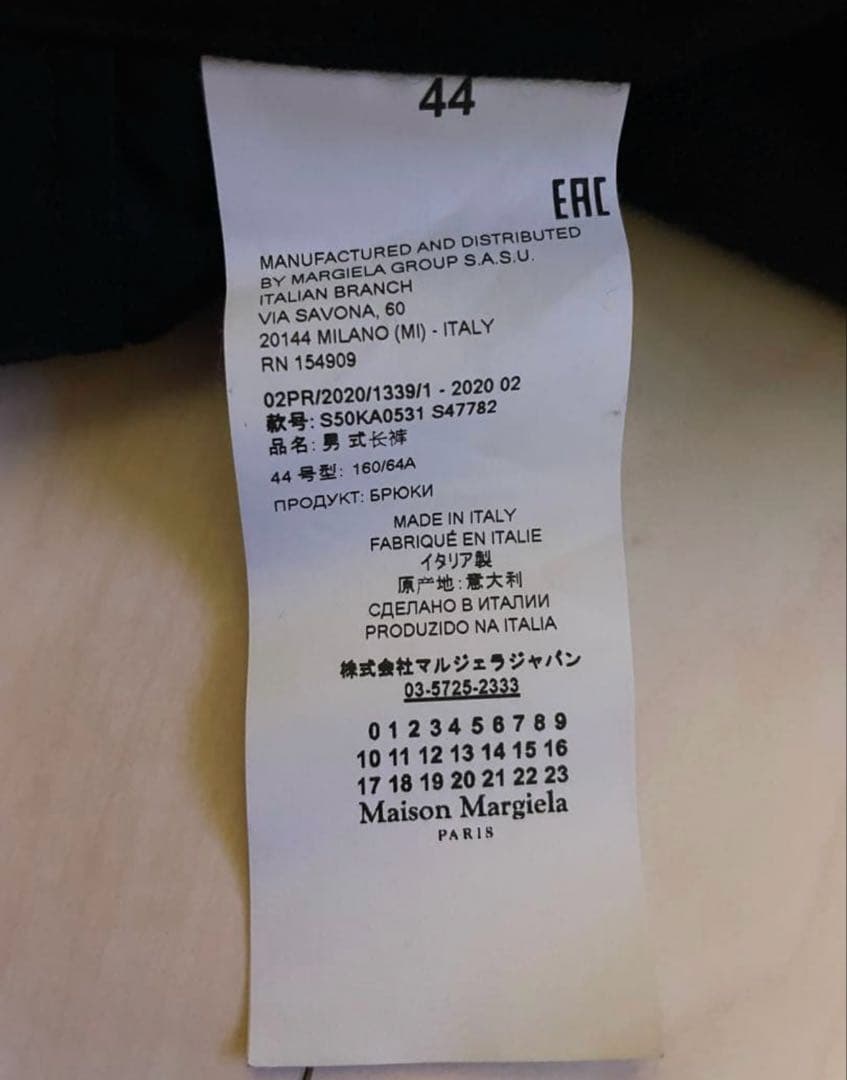 44
EAC
MANUFACTURED AND DISTRIBUTED
BY MARGIELA GROUP S.A.S.U.
ITALIAN BRANCH
VIA SAVONA, 60
20144 MILANO (MI) - ITALY
RN 154909
02PR/2020/1339/1 - 2020 02
款号: S50KA0531 S47782
品名: 男 式长裤
44 号型: 160/64A
ПРОДУКТ: БРЮКИ
MADE IN ITALY
FABRIQUÉ EN ITALIE
イタリア製
原产地:意大利
СДЕЛАНО В ИТАЛИИ
PRODUZIDO NA ITALIA
株式会社マルジェラジャパン
03-5725-2333
0 1 2 3 4 5 6 7 8 9
10 11 12 13 14 15 16
17 18 19 20 21 22 23
Maison Margiela
PARIS